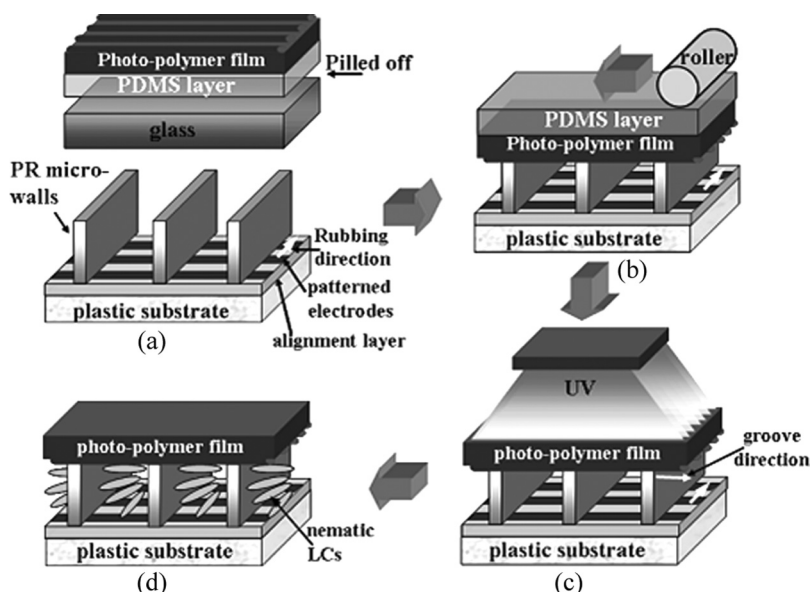 Photo-polymer film
Pilled off
PDMS layer
glass
PR micro-
walls
Rubbing
direction
patterned
electrodes
plastic substrate
alignment layer
(a)
roller
PDMS layer
Photo-polymer film
plastic substrate
(b)
UV
photo-polymer film
groove
direction
plastic substrate
(c)
photo-polymer film
nematic
LCs
plastic substrate
(d)